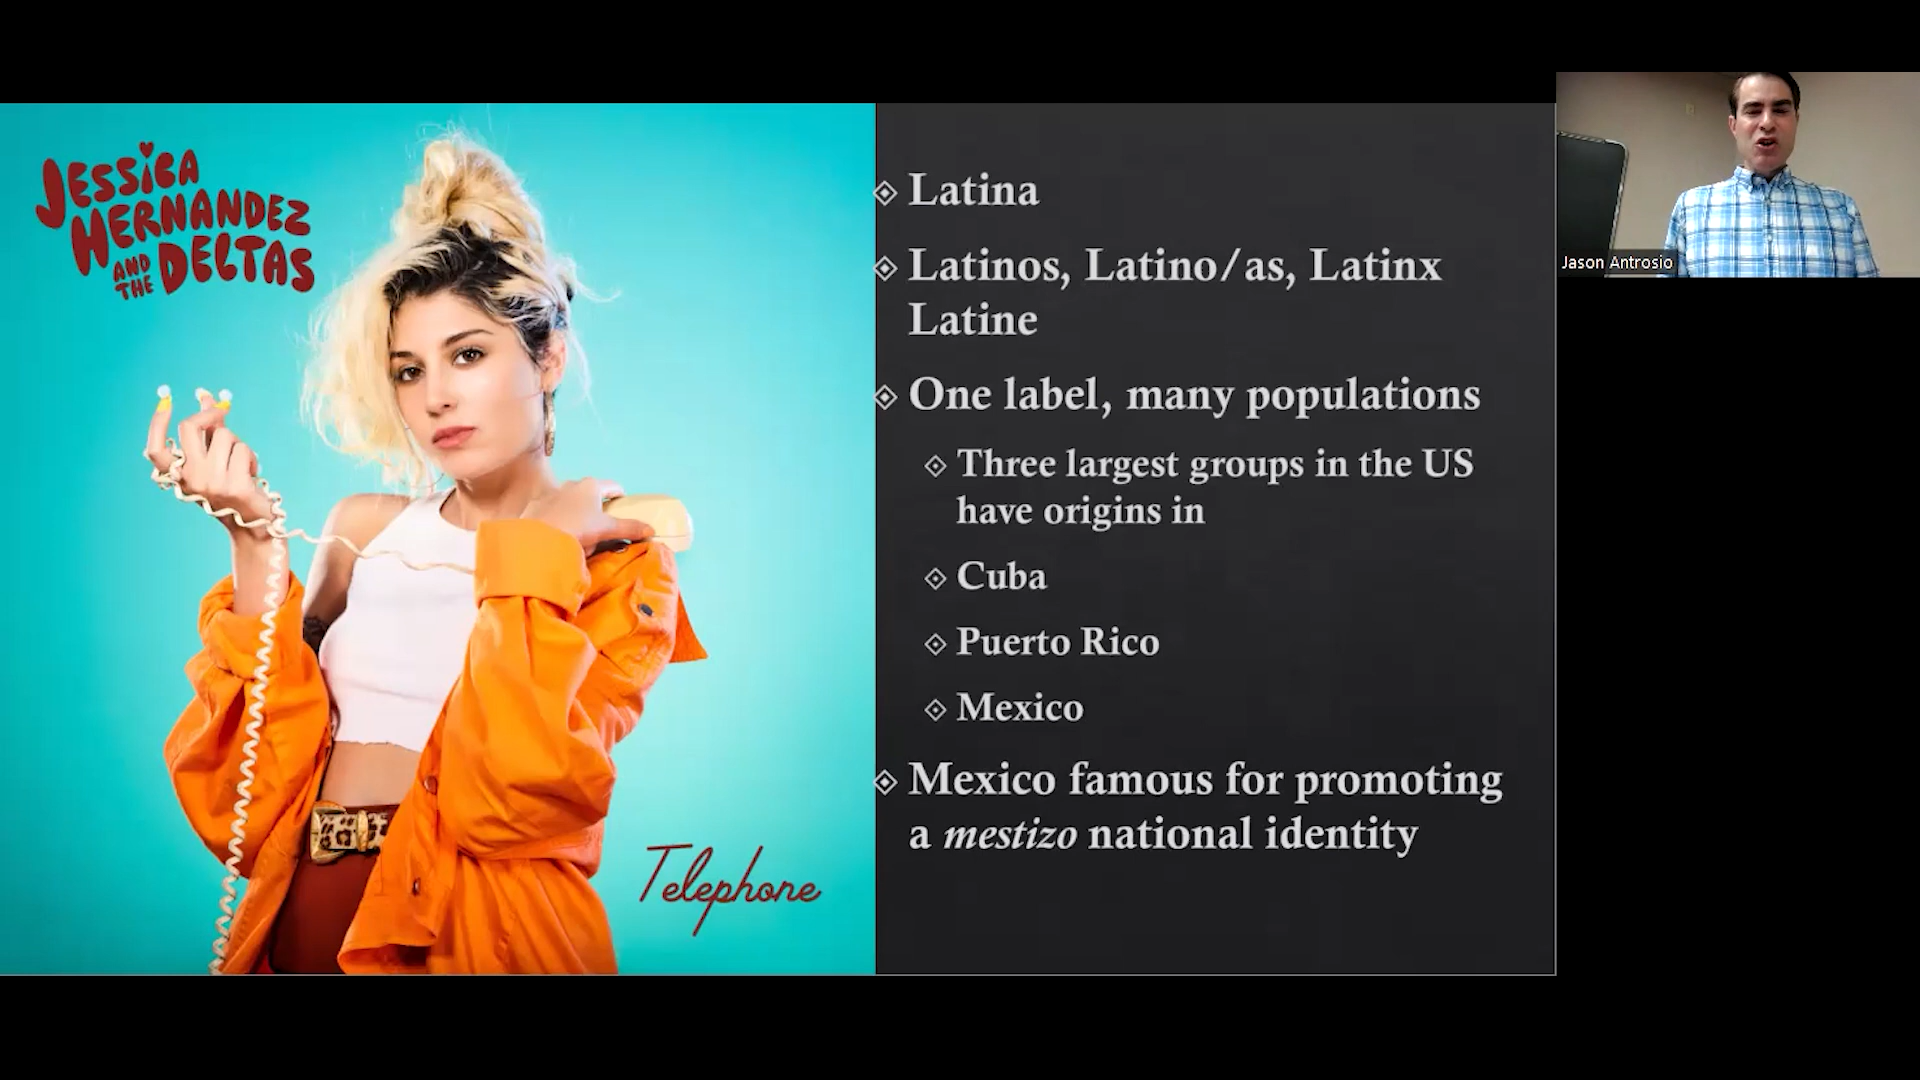 JESSICA
HERNANDEZ
AND THE DELTAS
Telephone
Latina
Latinos, Latino/as, Latinx
Latine
One label, many populations
Three largest groups in the US
have origins in
Cuba
Puerto Rico
Mexico
Mexico famous for promoting
a mestizo national identity
Jason Antrosio